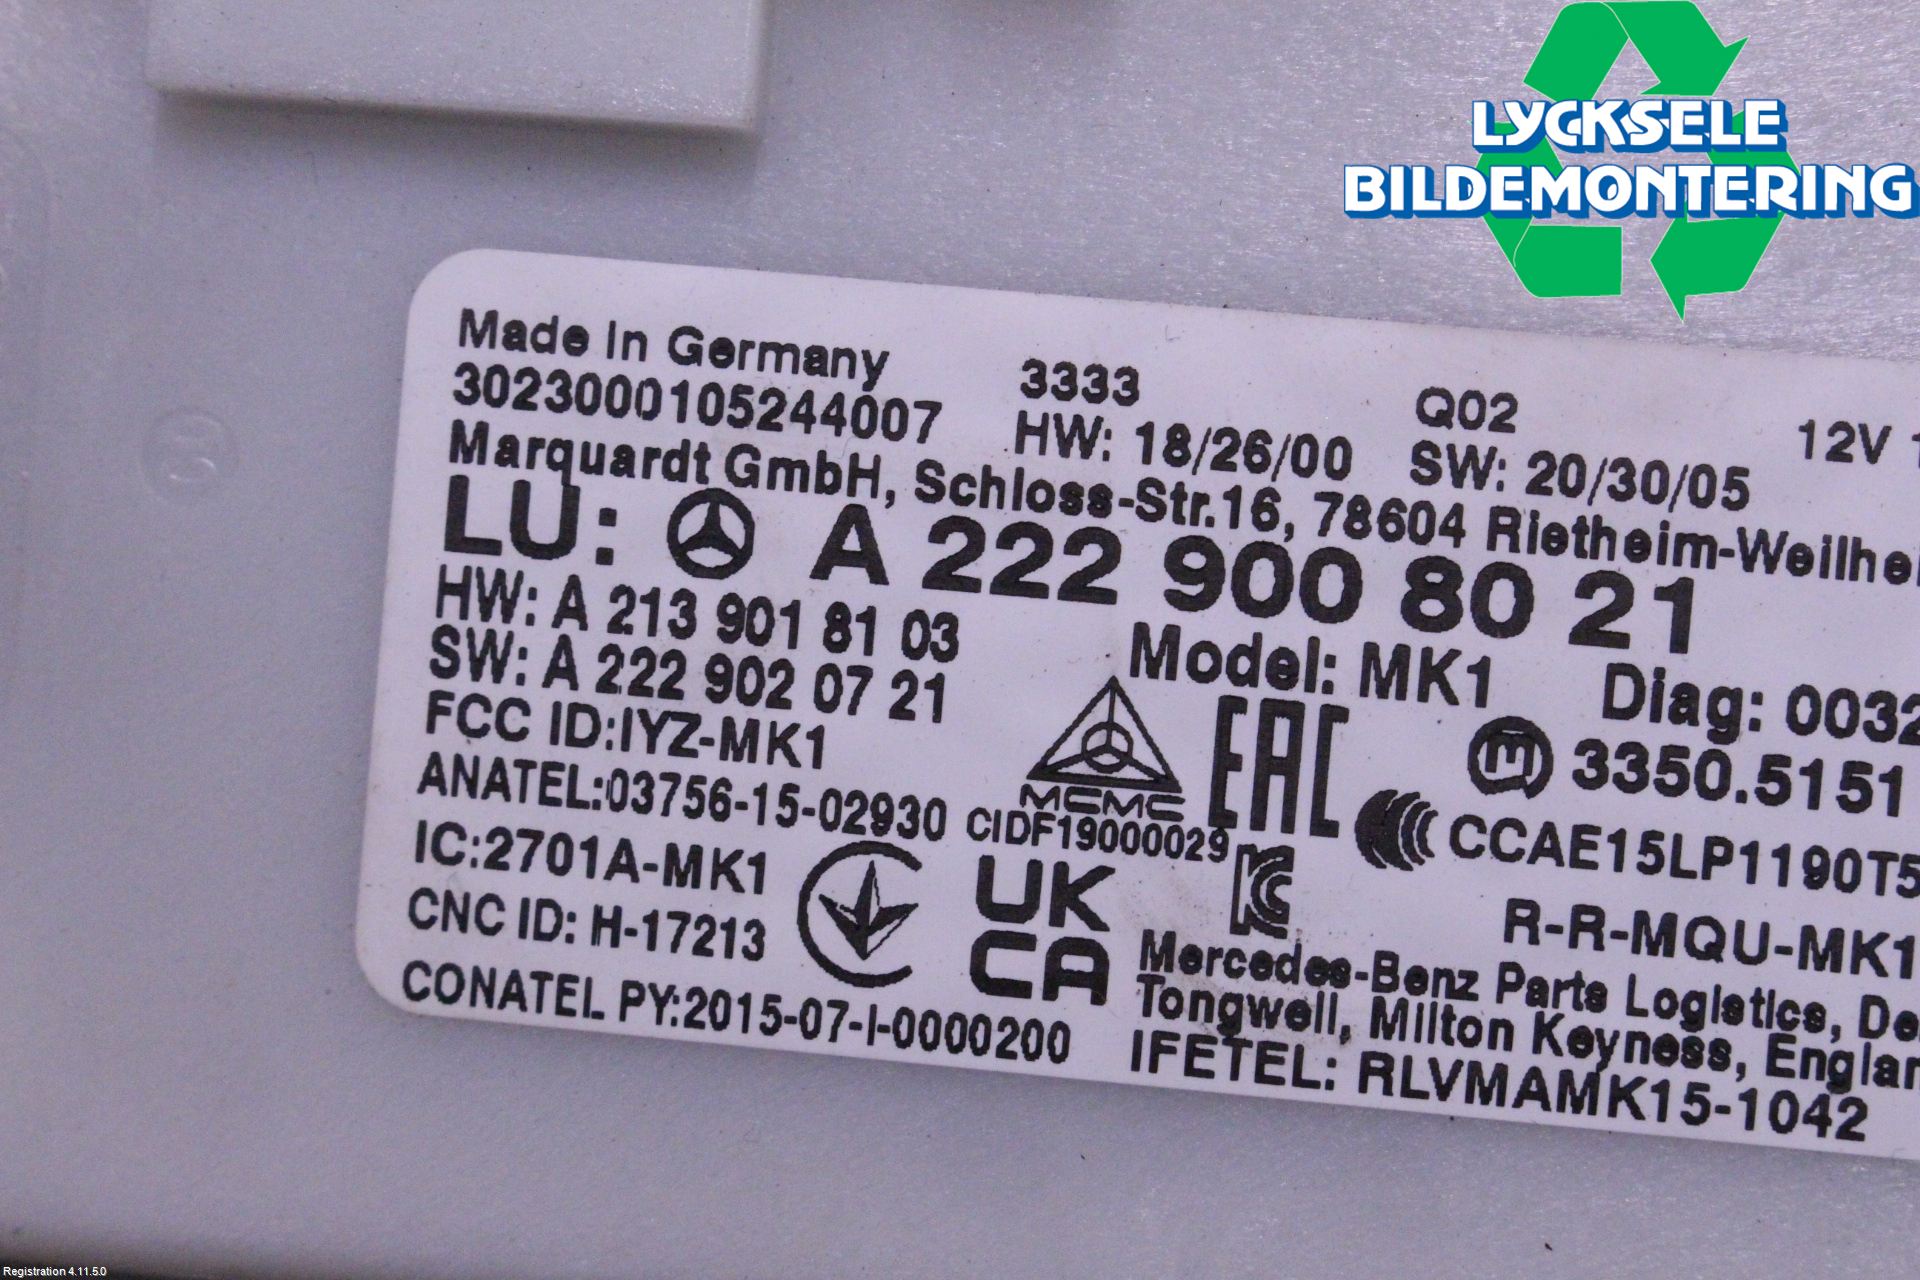 LYCKSELE
BILDEMONTERING
Made In Germany
3023000105244007 3333 Q02 12V
HW: 18/26/00 SW: 20/30/05
Marquardt GmbH, Schloss-Str.16, 78604 Rietheim-Weilhei
LU: A 222 900 80 21
HW: A 213 901 81 03
SW: A 222 902 07 21
Model: MK1 Diag: 0032
FCC ID:IYZ-MK1
EAC
m 3350.5151
ANATEL:03756-15-02930
MCMC
CIDF19000029
CCC CCAE15LP1190T5
IC:2701A-MK1
UK
CA
KC
R-R-MQU-MK1
CNC ID: H-17213
Mercedes-Benz Parts Logistics, De
Tongwell, Milton Keyness, Englan
CONATEL PY:2015-07-I-0000200
IFETEL: RLVMAMK15-1042
Registration 4.11.5.0